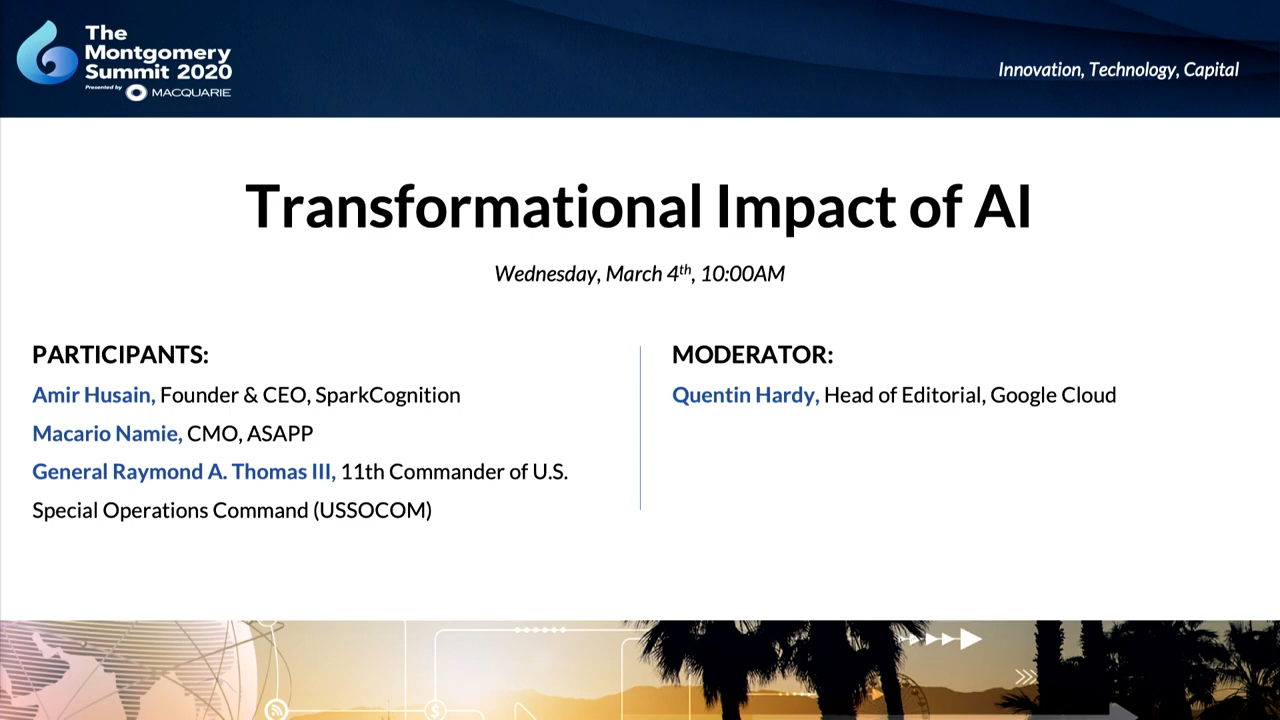 The
Montgomery
Summit 2020
Presented by MACQUARIE
Innovation, Technology, Capital
Transformational Impact of AI
Wednesday, March 4th, 10:00AM
PARTICIPANTS:
Amir Husain, Founder & CEO, SparkCognition
Macario Namie, CMO, ASAPP
General Raymond A. Thomas III, 11th Commander of U.S.
Special Operations Command (USSOCOM)
MODERATOR:
Quentin Hardy, Head of Editorial, Google Cloud
$